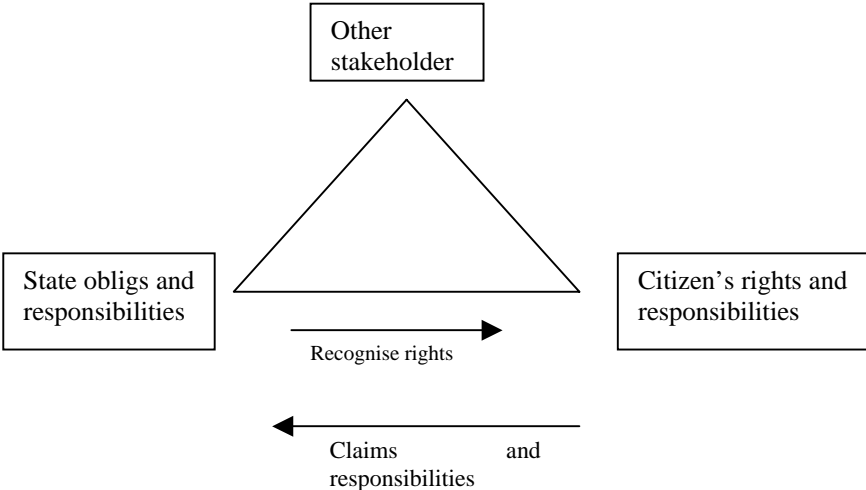 Other
stakeholder
State obligs and
responsibilities
Citizen’s rights and
responsibilities
Recognise rights
Claims and
responsibilities